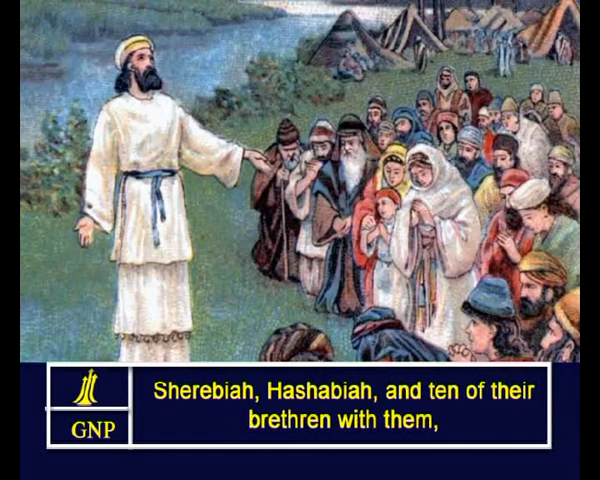 Sherebiah, Hashabiah, and ten of their
brethren with them,
GNP